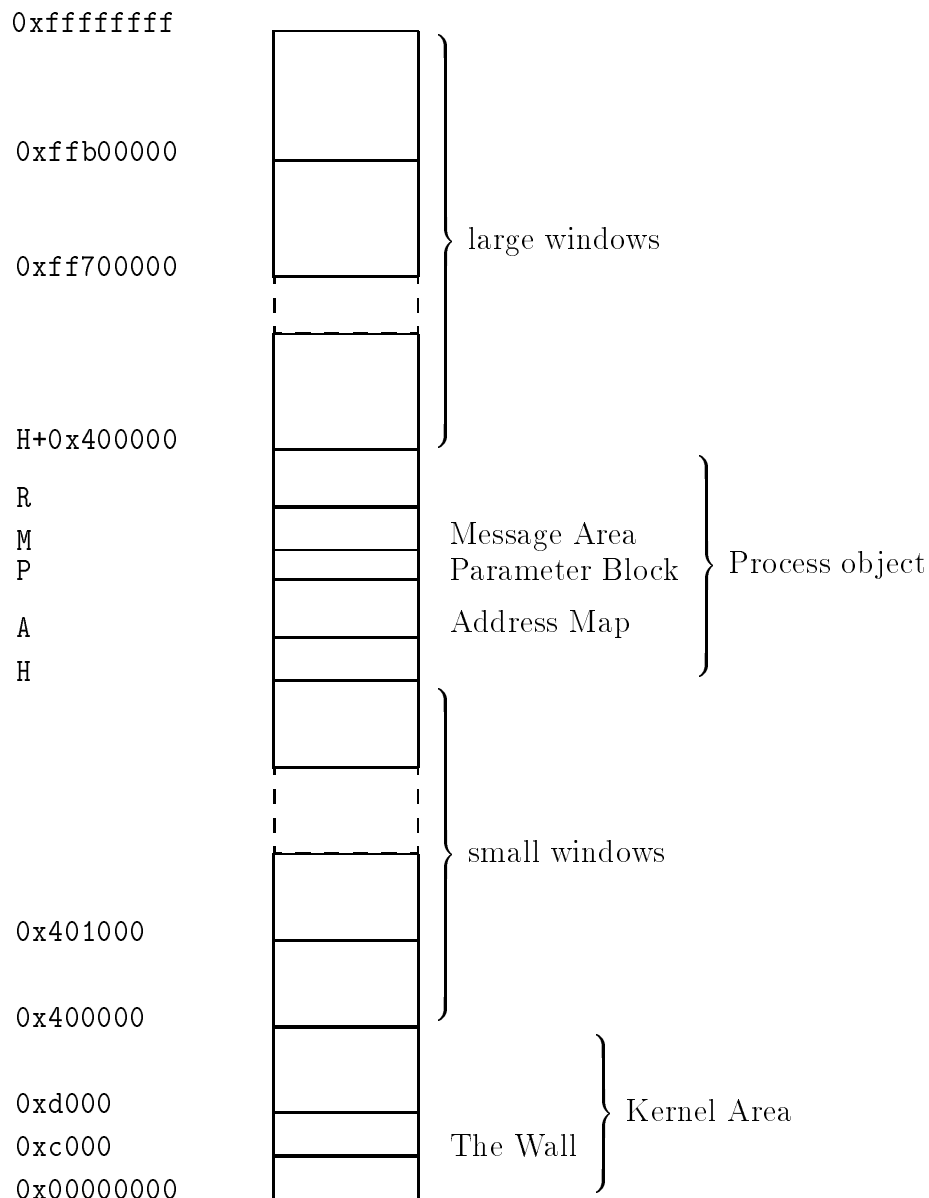 0xffffffff
0xffb00000
large windows
0xff700000
H+0x400000
R
M
Message Area
P
Parameter Block
Process object
A
Address Map
H
small windows
0x401000
0x400000
0xd000
Kernel Area
0xc000
The Wall
0x00000000